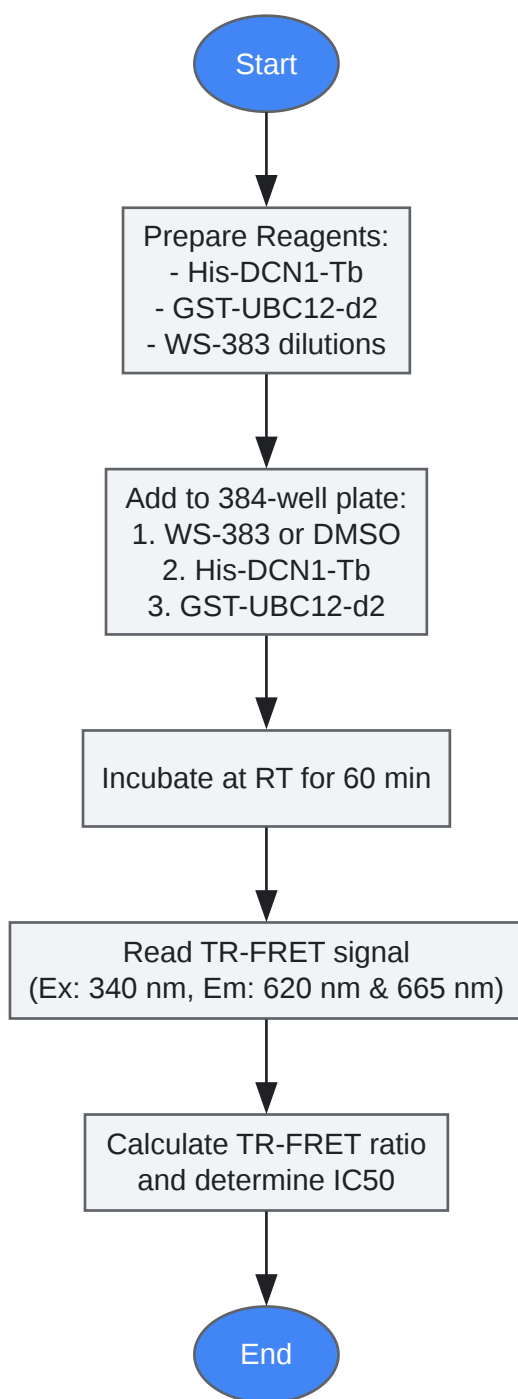 Start
Prepare Reagents:
- His-DCN1-Tb
- GST-UBC12-d2
- WS-383 dilutions
Add to 384-well plate:
1. WS-383 or DMSO
2. His-DCN1-Tb
3. GST-UBC12-d2
Incubate at RT for 60 min
Read TR-FRET signal
(Ex: 340 nm, Em: 620 nm & 665 nm)
Calculate TR-FRET ratio
and determine IC50
End